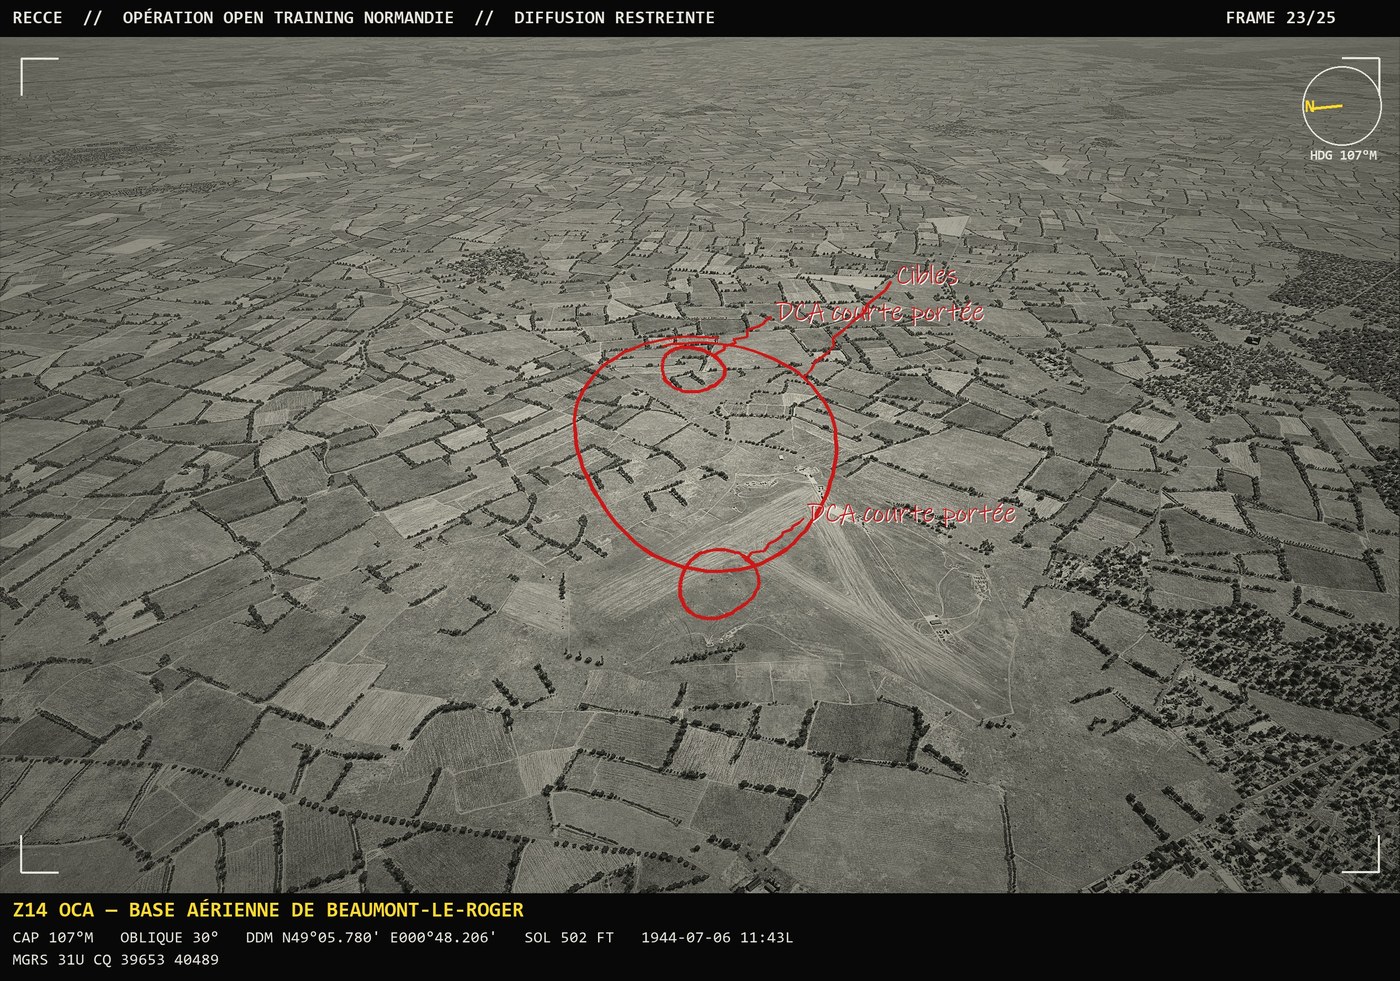 RECCE // OPÉRATION OPEN TRAINING NORMANDIE // DIFFUSION RESTREINTE
FRAME 23/25
N
HDG 107°M
Cibles
DCA courte portée
DCA courte portée
Z14 OCA — BASE AÉRIENNE DE BEAUMONT-LE-ROGER
CAP 107°M OBLIQUE 30° DDM N49°05.780' E000°48.206' SOL 502 FT 1944-07-06 11:43L
MGRS 31U CQ 39653 40489